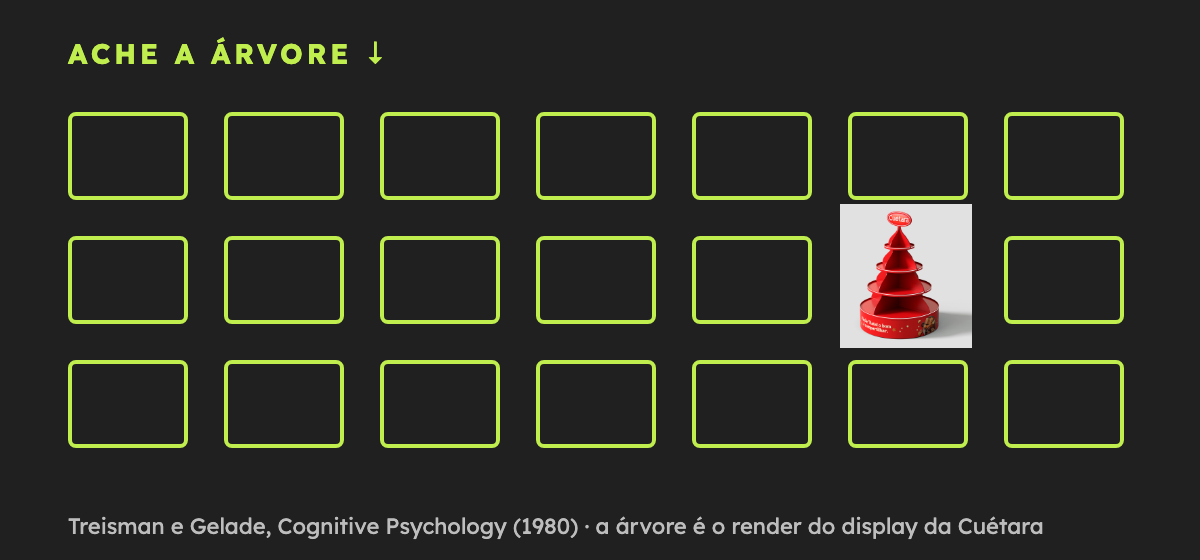 ACHE A ÁRVORE ↓
Cuétara
Treisman e Gelade, Cognitive Psychology (1980) · a árvore é o render do display da Cuétara